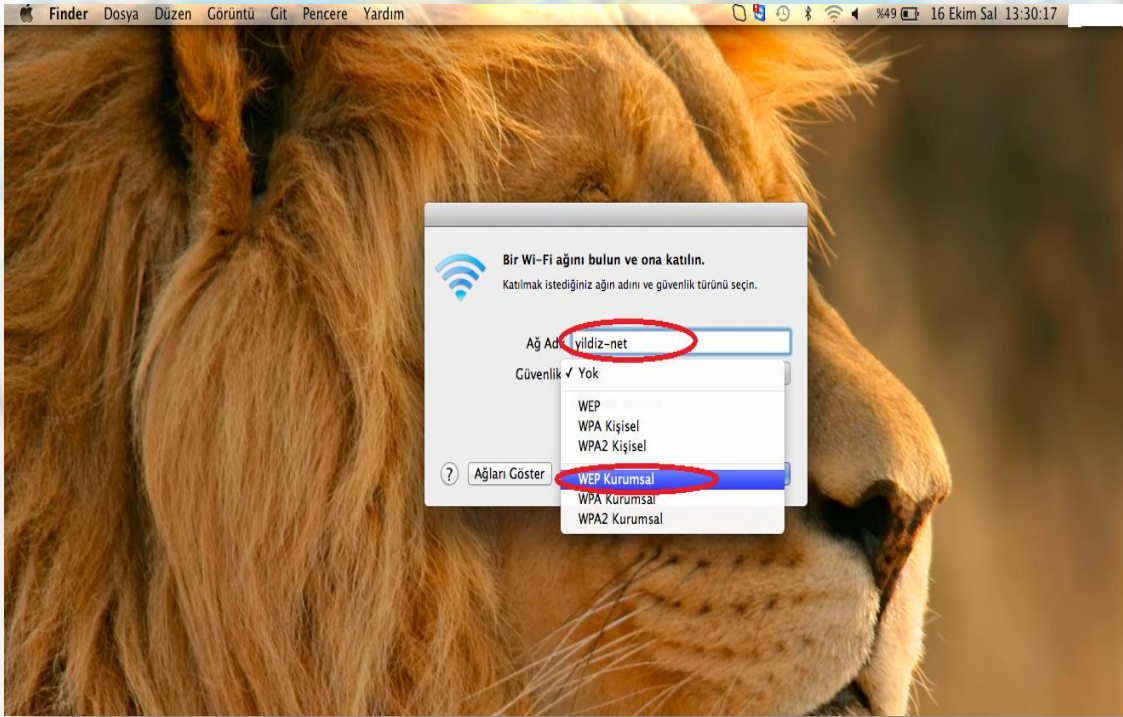 Finder Dosya Düzen Görüntü Git Pencere Yardım %49 16 Ekim Sal 13:30:17
Bir Wi-Fi ağını bulun ve ona katılın.
Katılmak istediğiniz ağın adını ve güvenlik türünü seçin.
Ağ Adı yildiz-net
Güvenlik ✓ Yok
WEP
WPA Kişisel
WPA2 Kişisel
? Ağları Göster WEP Kurumsal
WPA Kurumsal
WPA2 Kurumsal